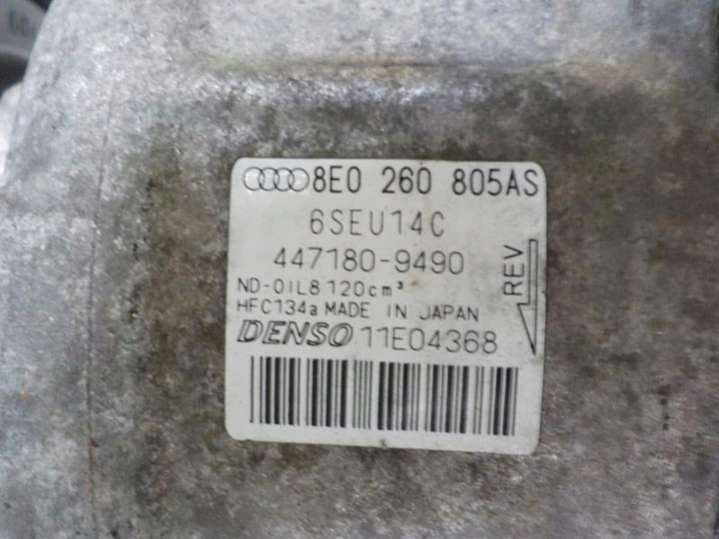 8E0 260 805AS
6SEU14C
447180-9490
ND-OIL8 120cm³
HFC134a MADE IN JAPAN
DENSO 11E04368
REV